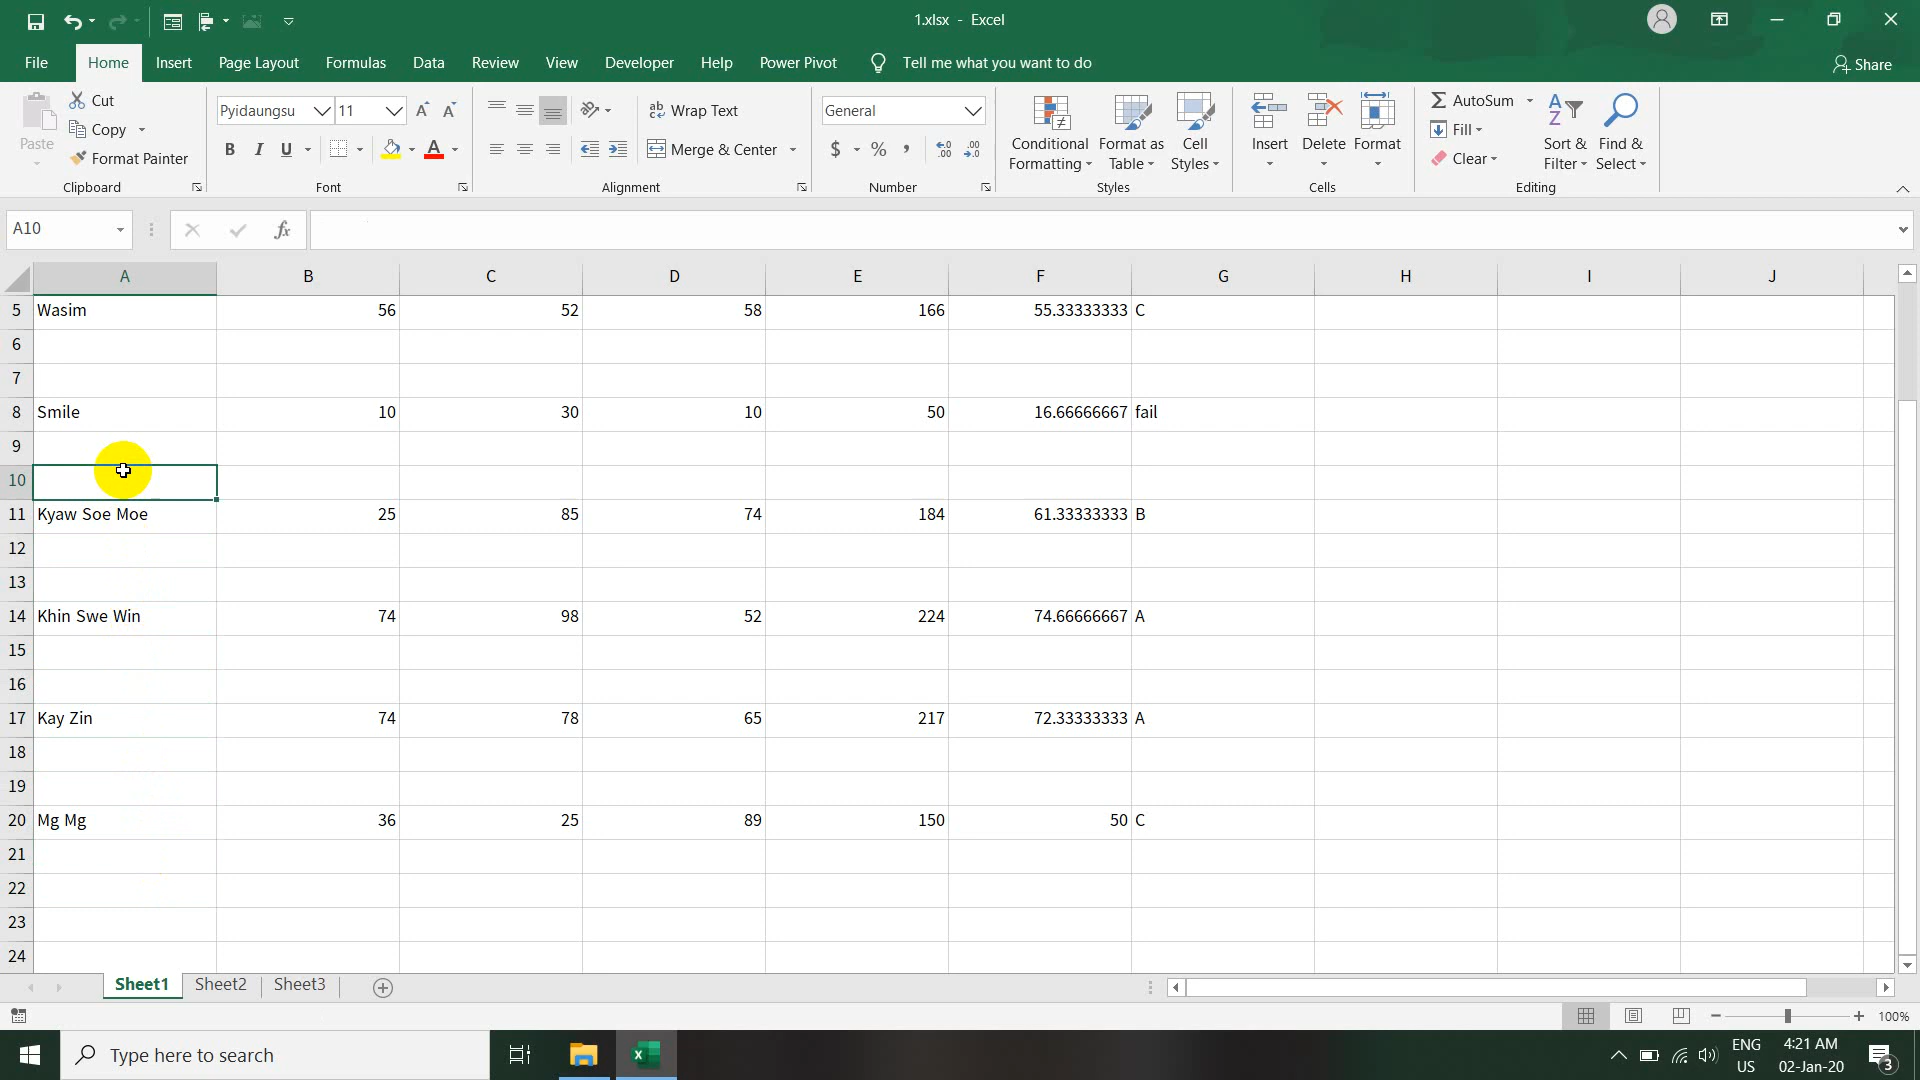 1.xlsx - Excel
File Home Insert Page Layout Formulas Data Review View Developer Help Power Pivot Tell me what you want to do Share
Paste
Cut
Copy
Format Painter
Clipboard
Pyidaungsu 11
B I U
Font
Wrap Text
Merge & Center
Alignment
General
$ % ,
Number
Conditional Formatting
Format as Table
Cell Styles
Styles
Insert Delete Format
Cells
AutoSum
Fill
Clear
Sort & Filter
Find & Select
Editing
A10
fx
A B C D E F G H I J
5 Wasim 56 52 58 166 55.33333333 C
6
7
8 Smile 10 30 10 50 16.66666667 fail
9
10
11 Kyaw Soe Moe 25 85 74 184 61.33333333 B
12
13
14 Khin Swe Win 74 98 52 224 74.66666667 A
15
16
17 Kay Zin 74 78 65 217 72.33333333 A
18
19
20 Mg Mg 36 25 89 150 50 C
21
22
23
24
Sheet1 Sheet2 Sheet3
100%
Type here to search
ENG
US
4:21 AM
02-Jan-20
3